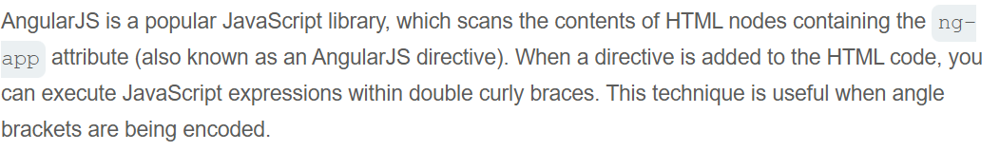 AngularJS is a popular JavaScript library, which scans the contents of HTML nodes containing the ng-
app attribute (also known as an AngularJS directive). When a directive is added to the HTML code, you
can execute JavaScript expressions within double curly braces. This technique is useful when angle
brackets are being encoded.